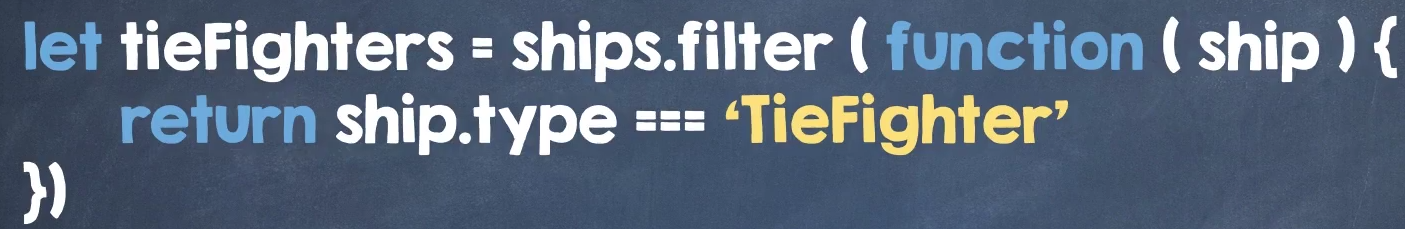 let tieFighters = ships.filter ( function ( ship ) {
return ship.type === ‘TieFighter’
})